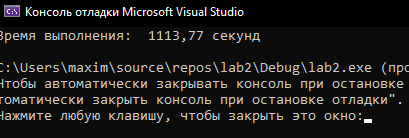 Консоль отладки Microsoft Visual Studio
Время выполнения:  1113,77 секунд
C:\Users\maxim\source\repos\lab2\Debug\lab2.exe (про
Чтобы автоматически закрывать консоль при остановке
томатически закрыть консоль при остановке отладки".
Нажмите любую клавишу, чтобы закрыть это окно: